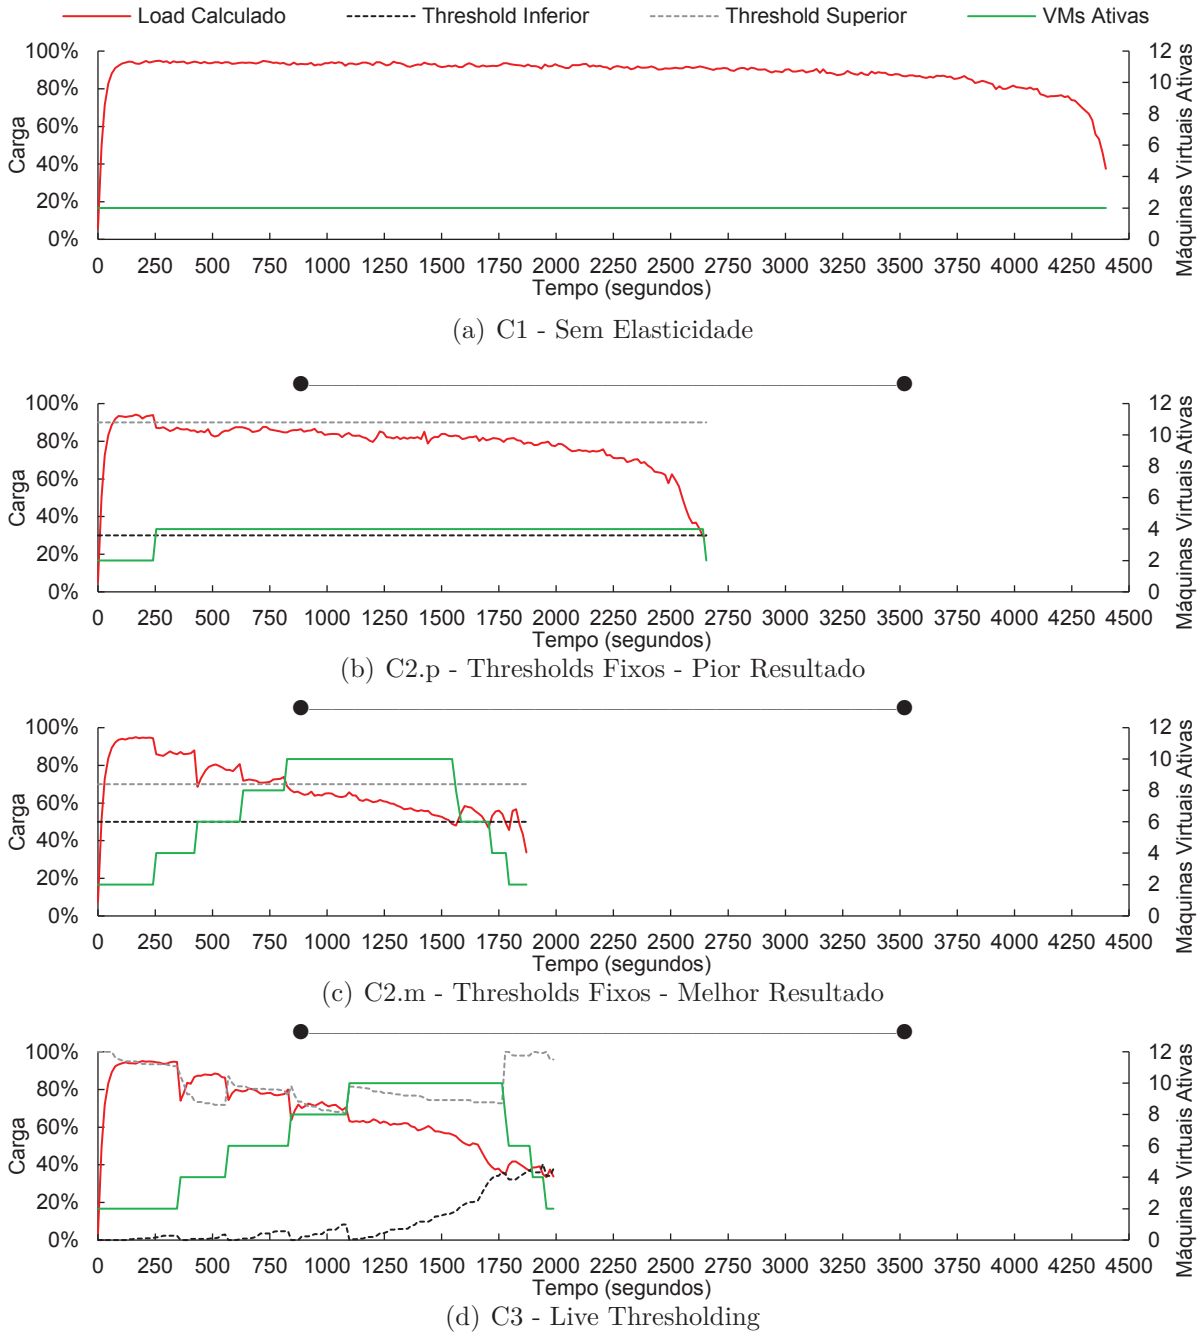 Load Calculado Threshold Inferior Threshold Superior VMs Ativas
100% 12
80% 10
60% 8
40% 6
20% 4
0% 2
0
Carga
Máquinas Virtuais Ativas
0 250 500 750 1000 1250 1500 1750 2000 2250 2500 2750 3000 3250 3500 3750 4000 4250 4500
Tempo (segundos)
(a) C1 - Sem Elasticidade
100% 12
80% 10
60% 8
40% 6
20% 4
0% 2
0
Carga
Máquinas Virtuais Ativas
0 250 500 750 1000 1250 1500 1750 2000 2250 2500 2750 3000 3250 3500 3750 4000 4250 4500
Tempo (segundos)
(b) C2.p - Thresholds Fixos - Pior Resultado
100% 12
80% 10
60% 8
40% 6
20% 4
0% 2
0
Carga
Máquinas Virtuais Ativas
0 250 500 750 1000 1250 1500 1750 2000 2250 2500 2750 3000 3250 3500 3750 4000 4250 4500
Tempo (segundos)
(c) C2.m - Thresholds Fixos - Melhor Resultado
100% 12
80% 10
60% 8
40% 6
20% 4
0% 2
0
Carga
Máquinas Virtuais Ativas
0 250 500 750 1000 1250 1500 1750 2000 2250 2500 2750 3000 3250 3500 3750 4000 4250 4500
Tempo (segundos)
(d) C3 - Live Thresholding